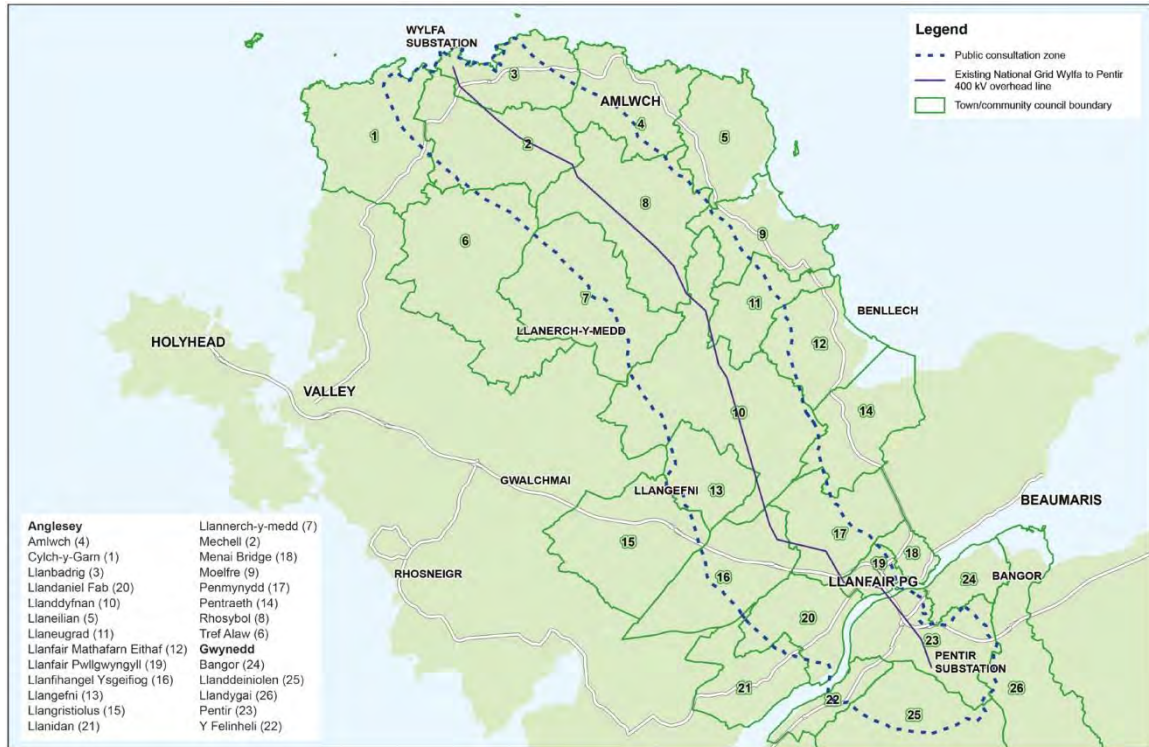 WYLFA
SUBSTATION
Legend
Public consultation zone
Existing National Grid Wylfa to Pentir
400 kV overhead line
Town/community council boundary
3
AMLWCH
4
5
1
2
8
6
9
7
11
LLANERCH-Y-MEDD
BENLLECH
12
HOLYHEAD
VALLEY
10
14
GWALCHMAI
LLANGEFNI
13
BEAUMARIS
15
17
RHOSNEIGR
16
19
18
LLANFAIR PG
24
BANGOR
20
23
PENTIR
SUBSTATION
26
21
22
25
Anglesey
Amlwch (4)
Cylch-y-Garn (1)
Llanbadrig (3)
Llandaniel Fab (20)
Llanddyfnan (10)
Llaneilian (5)
Llaneugrad (11)
Llanfair Mathafarn Eithaf (12)
Llanfair Pwllgwyngyll (19)
Llanfihangel Ysgeifiog (16)
Llangefni (13)
Llangristiolus (15)
Llanidan (21)
Llannerch-y-medd (7)
Mechell (2)
Menai Bridge (18)
Moelfre (9)
Penmynydd (17)
Pentraeth (14)
Rhosybol (8)
Tref Alaw (6)
Gwynedd
Bangor (24)
Llanddeiniolen (25)
Llandygai (26)
Pentir (23)
Y Felinheli (22)